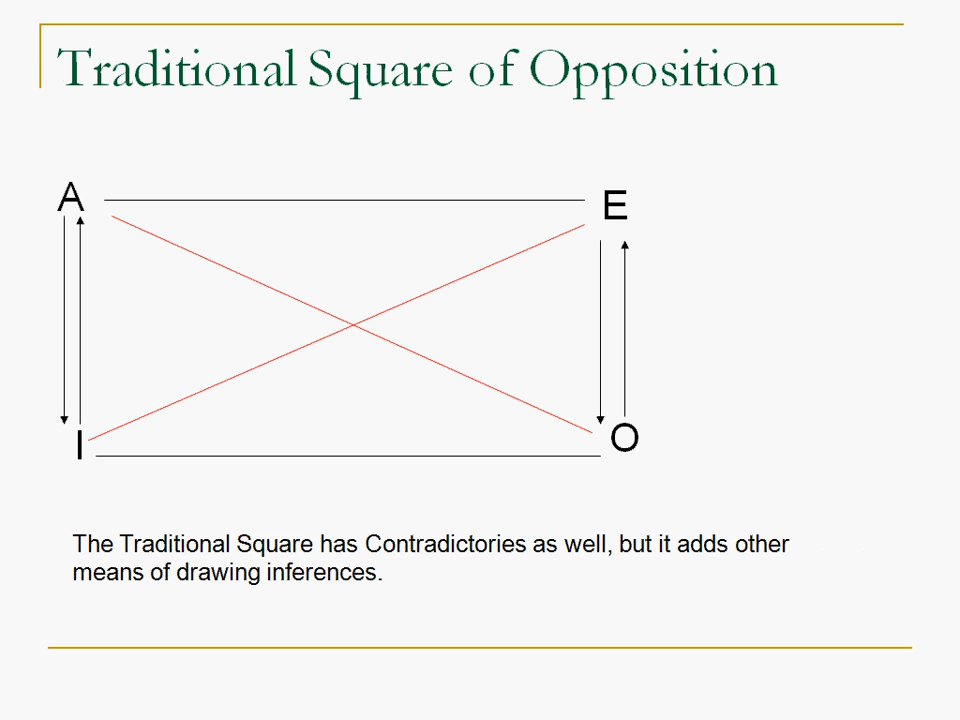 Traditional Square of Opposition
A
E
I
O
The Traditional Square has Contradictories as well, but it adds other
means of drawing inferences.